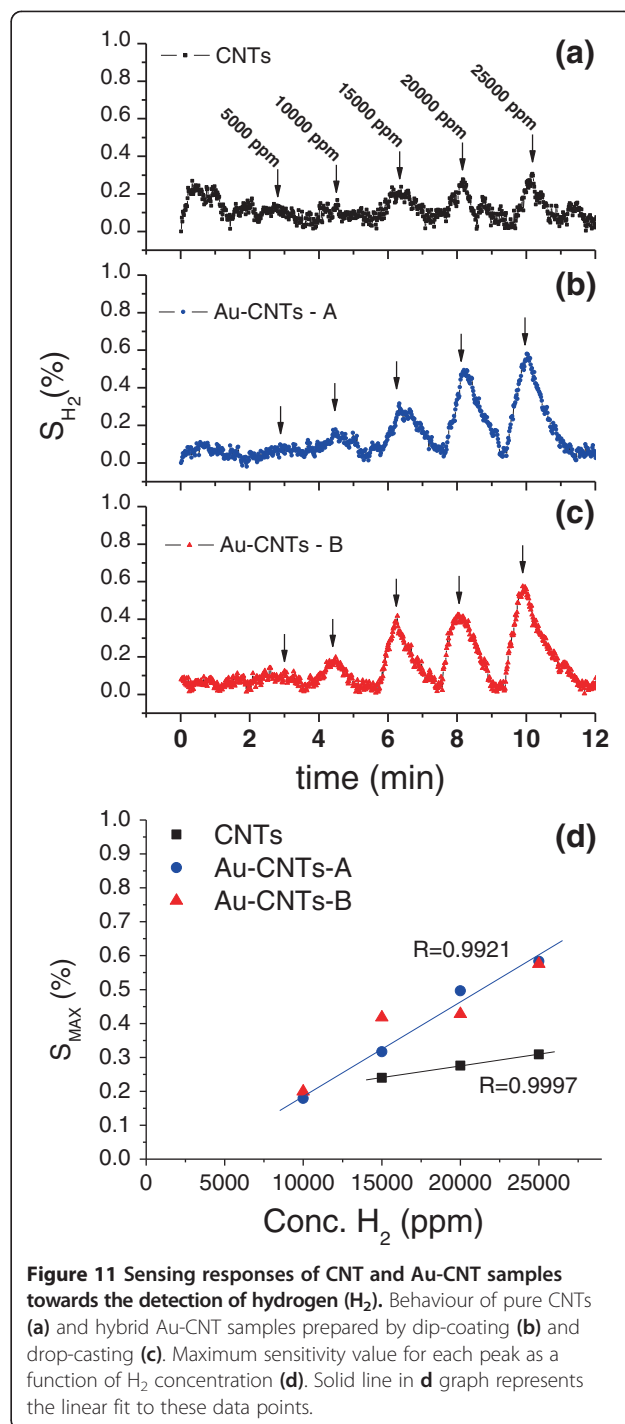 (a)
CNTs
5000 ppm
10000 ppm
15000 ppm
20000 ppm
25000 ppm
1.0
0.8
0.6
0.4
0.2
0.0
(b)
Au-CNTs - A
1.0
0.8
0.6
0.4
0.2
0.0
S_H2 (%)
(c)
Au-CNTs - B
1.0
0.8
0.6
0.4
0.2
0.0
0 2 4 6 8 10 12
time (min)
(d)
CNTs
Au-CNTs-A
Au-CNTs-B
R=0.9921
R=0.9997
1.0
0.9
0.8
0.7
0.6
0.5
0.4
0.3
0.2
0.1
0.0
S_MAX (%)
0 5000 10000 15000 20000 25000
Conc. H₂ (ppm)
Figure 11 Sensing responses of CNT and Au-CNT samples
towards the detection of hydrogen (H₂). Behaviour of pure CNTs
(a) and hybrid Au-CNT samples prepared by dip-coating (b) and
drop-casting (c). Maximum sensitivity value for each peak as a
function of H₂ concentration (d). Solid line in d graph represents
the linear fit to these data points.